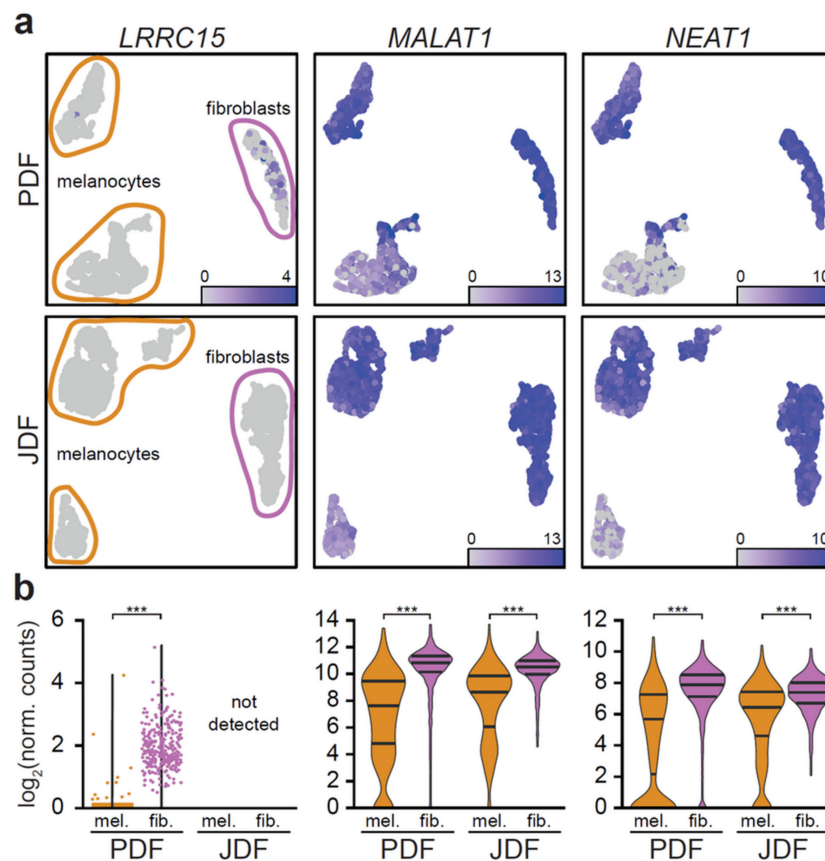 a
LRRC15 MALAT1 NEAT1
PDF
fibroblasts
melanocytes
0 4
0 13
0 10
JDF
fibroblasts
melanocytes
0 13
0 10
b
log2(norm. counts)
6
4
2
0
***
not
detected
mel. fib.
PDF JDF
14
12
10
8
6
4
2
0
*** ***
mel. fib. mel. fib.
PDF JDF
12
10
8
6
4
2
0
*** ***
mel. fib. mel. fib.
PDF JDF